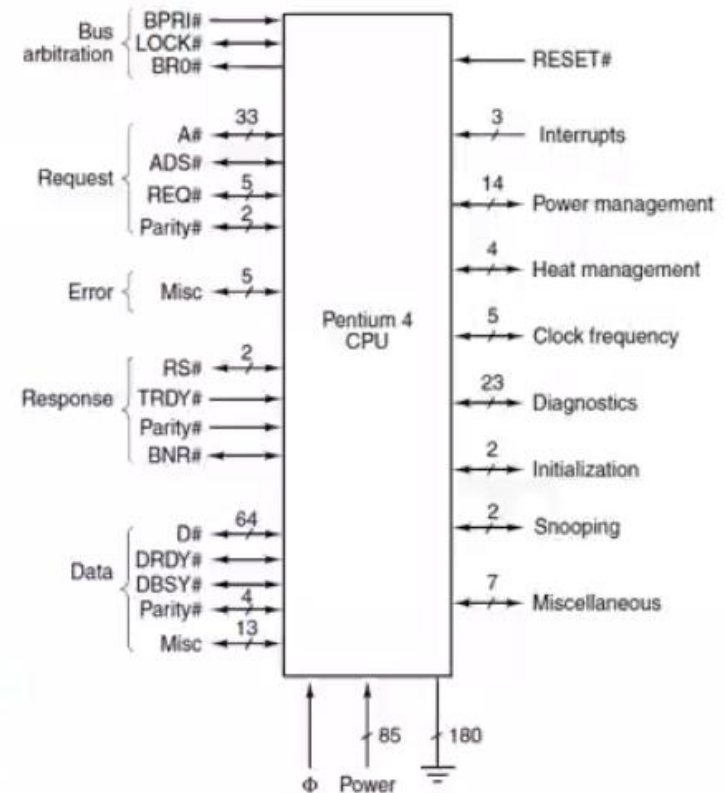 Bus
arbitration
BPRI#
LOCK#
BR0#
Request
33
A#
ADS#
5
REQ#
2
Parity#
Error
5
Misc
Response
2
RS#
TRDY#
Parity#
BNR#
Data
64
D#
DRDY#
DBSY#
4
Parity#
13
Misc
Pentium 4
CPU
RESET#
3
Interrupts
14
Power management
4
Heat management
5
Clock frequency
23
Diagnostics
2
Initialization
2
Snooping
7
Miscellaneous
85
180
Φ
Power